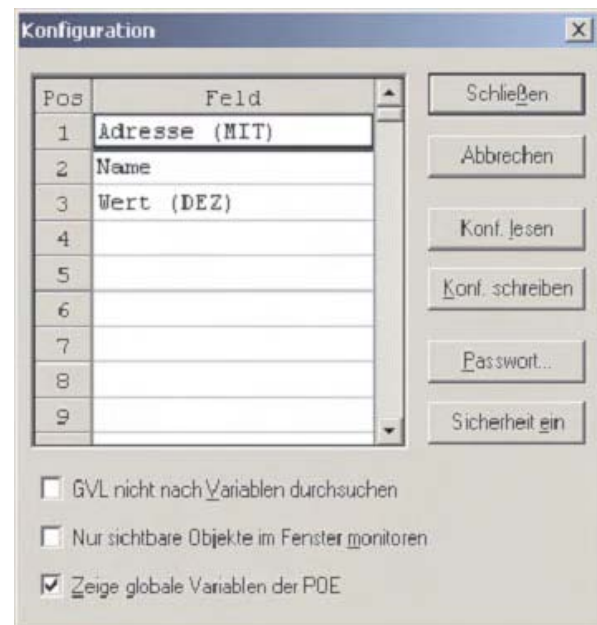 Konfiguration
Pos Feld
1 Adresse (MIT)
2 Name
3 Wert (DEZ)
4
5
6
7
8
9
Schließen
Abbrechen
Konf. lesen
Konf. schreiben
Passwort...
Sicherheit ein
GVL nicht nach Variablen durchsuchen
Nur sichtbare Objekte im Fenster monitoren
Zeige globale Variablen der POE